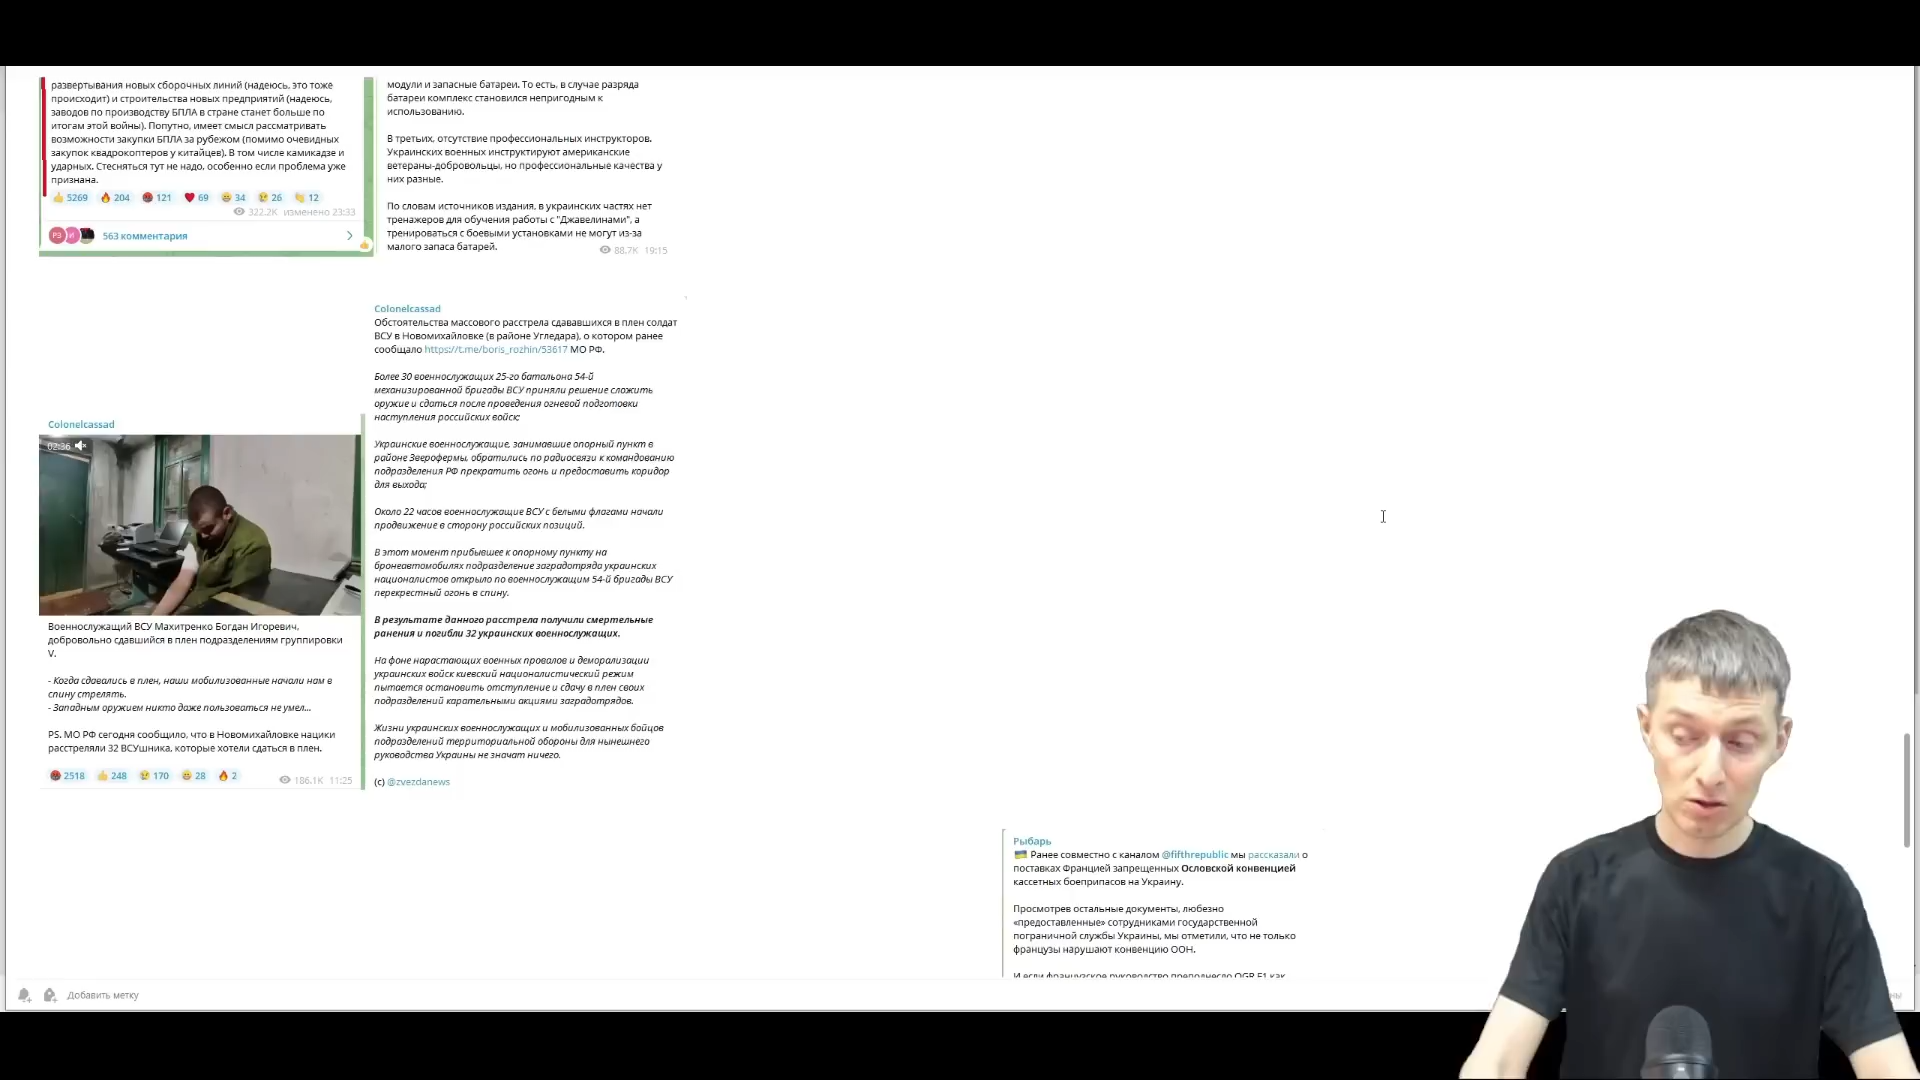 развертывания новых сборочных линий (надеюсь, это тоже
происходит) и строительства новых предприятий (надеюсь,
заводов по производству БПЛА в стране станет больше по
итогам этой войны). Попутно, имеет смысл рассматривать
возможности закупки БПЛА за рубежом (помимо очевидных
закупок квадрокоптеров у китайцев). В том числе камикадзе и
ударных. Стесняться тут не надо, особенно если проблема уже
признана.
5269 204 121 69 34 26 12
322.2K изменено 23:33
РЗ И 563 комментария
модули и запасные батареи. То есть, в случае разряда
батареи комплекс становился непригодным к
использованию.
В третьих, отсутствие профессиональных инструкторов.
Украинских военных инструктируют американские
ветераны-добровольцы, но профессиональные качества у
них разные.
По словам источников издания, в украинских частях нет
тренажеров для обучения работы с "Джавелинами", а
тренироваться с боевыми установками не могут из-за
малого запаса батарей.
88.7K 19:15
Colonelcassad
02:36
Военнослужащий ВСУ Махитренко Богдан Игоревич,
добровольно сдавшийся в плен подразделениям группировки
V.
- Когда сдавались в плен, наши мобилизованные начали нам в
спину стрелять.
- Западным оружием никто даже пользоваться не умел...
PS. МО РФ сегодня сообщило, что в Новомихайловке нацики
расстреляли 32 ВСУшника, которые хотели сдаться в плен.
2518 248 170 28 2
186.1K 11:25
Colonelcassad
Обстоятельства массового расстрела сдававшихся в плен солдат
ВСУ в Новомихайловке (в районе Угледара), о котором ранее
сообщало https://t.me/boris_rozhin/53617 МО РФ.
Более 30 военнослужащих 25-го батальона 54-й
механизированной бригады ВСУ приняли решение сложить
оружие и сдаться после проведения огневой подготовки
наступления российских войск;
Украинские военнослужащие, занимавшие опорный пункт в
районе Зверофермы, обратились по радиосвязи к командованию
подразделения РФ прекратить огонь и предоставить коридор
для выхода;
Около 22 часов военнослужащие ВСУ с белыми флагами начали
продвижение в сторону российских позиций.
В этот момент прибывшее к опорному пункту на
бронеавтомобилях подразделение заградотряда украинских
националистов открыло по военнослужащим 54-й бригады ВСУ
перекрестный огонь в спину.
В результате данного расстрела получили смертельные
ранения и погибли 32 украинских военнослужащих.
На фоне нарастающих военных провалов и деморализации
украинских войск киевский националистический режим
пытается остановить отступление и сдачу в плен своих
подразделений карательными акциями заградотрядов.
Жизни украинских военнослужащих и мобилизованных бойцов
подразделений территориальной обороны для нынешнего
руководства Украины не значат ничего.
(c) @zvezdanews
Рыбарь
Ранее совместно с каналом @fifthrepublic мы рассказали о
поставках Францией запрещенных Ословской конвенцией
кассетных боеприпасов на Украину.
Просмотрев остальные документы, любезно
«предоставленные» сотрудниками государственной
пограничной службы Украины, мы отметили, что не только
французы нарушают конвенцию ООН.
И если французское руководство преподнесло OGR F1 как
Добавить метку